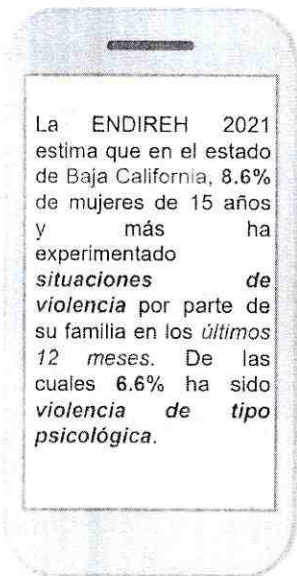 La ENDIREH 2021
estima que en el estado
de Baja California, 8.6%
de mujeres de 15 años
y más ha
experimentado
situaciones de
violencia por parte de
su familia en los últimos
12 meses. De las
cuales 6.6% ha sido
violencia de tipo
psicológica.